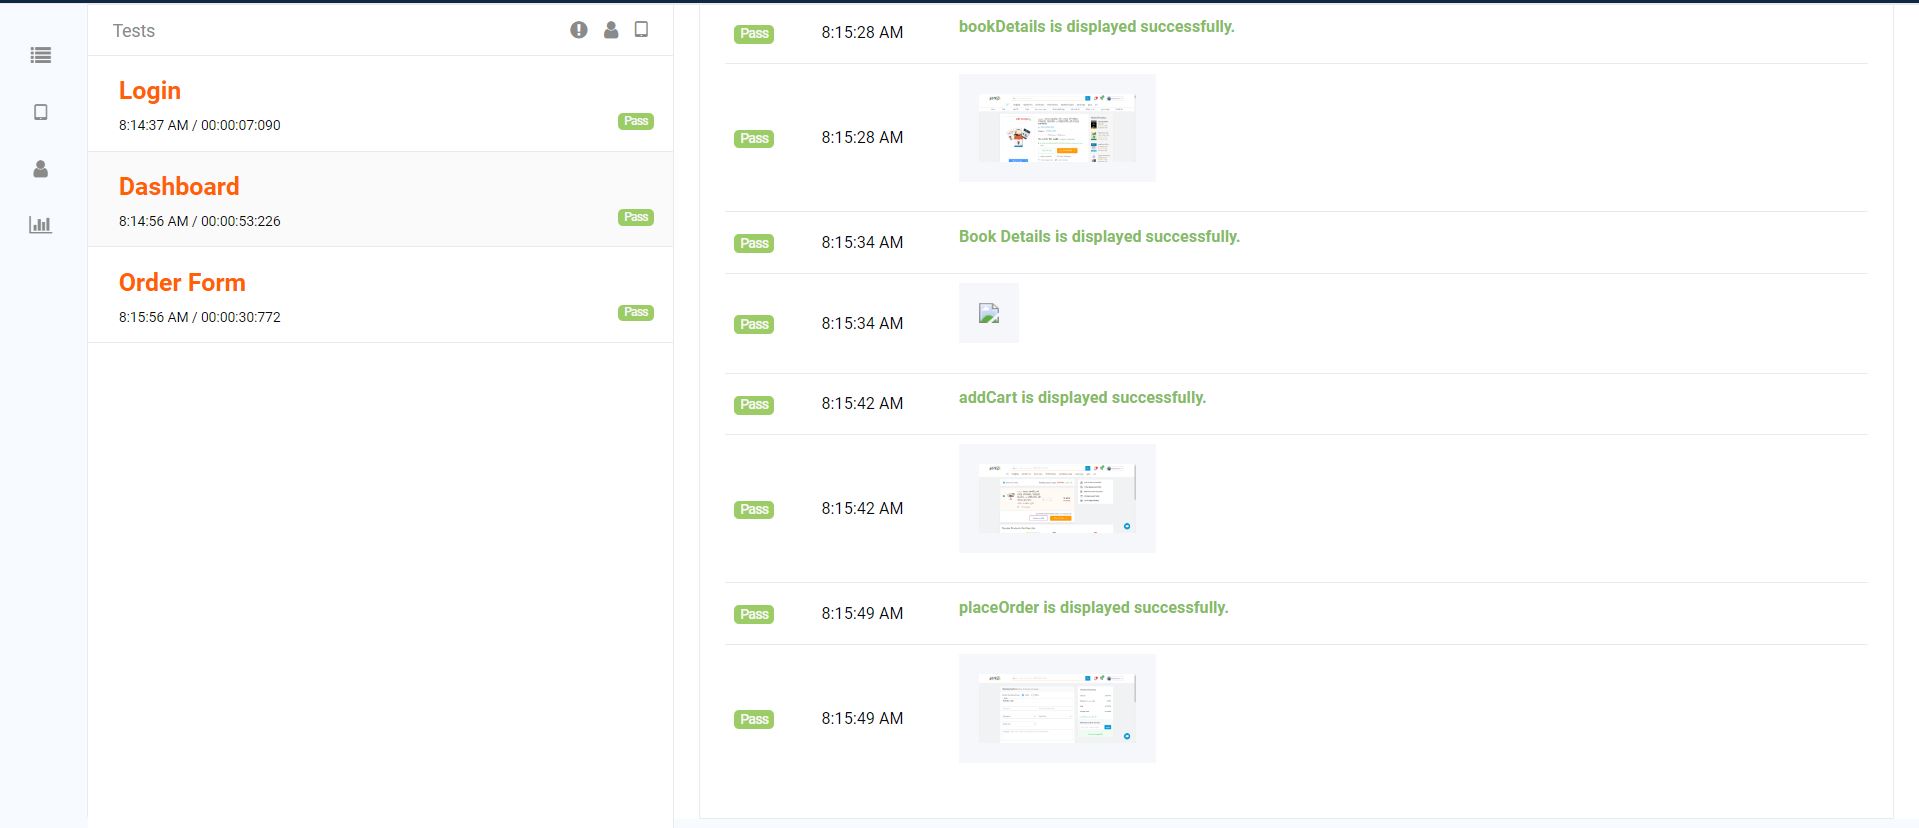 Tests
Login
8:14:37 AM / 00:00:07:090
Pass
Dashboard
8:14:56 AM / 00:00:53:226
Pass
Order Form
8:15:56 AM / 00:00:30:772
Pass
Pass 8:15:28 AM bookDetails is displayed successfully.
Pass 8:15:28 AM
Pass 8:15:34 AM Book Details is displayed successfully.
Pass 8:15:34 AM
Pass 8:15:42 AM addCart is displayed successfully.
Pass 8:15:42 AM
Pass 8:15:49 AM placeOrder is displayed successfully.
Pass 8:15:49 AM